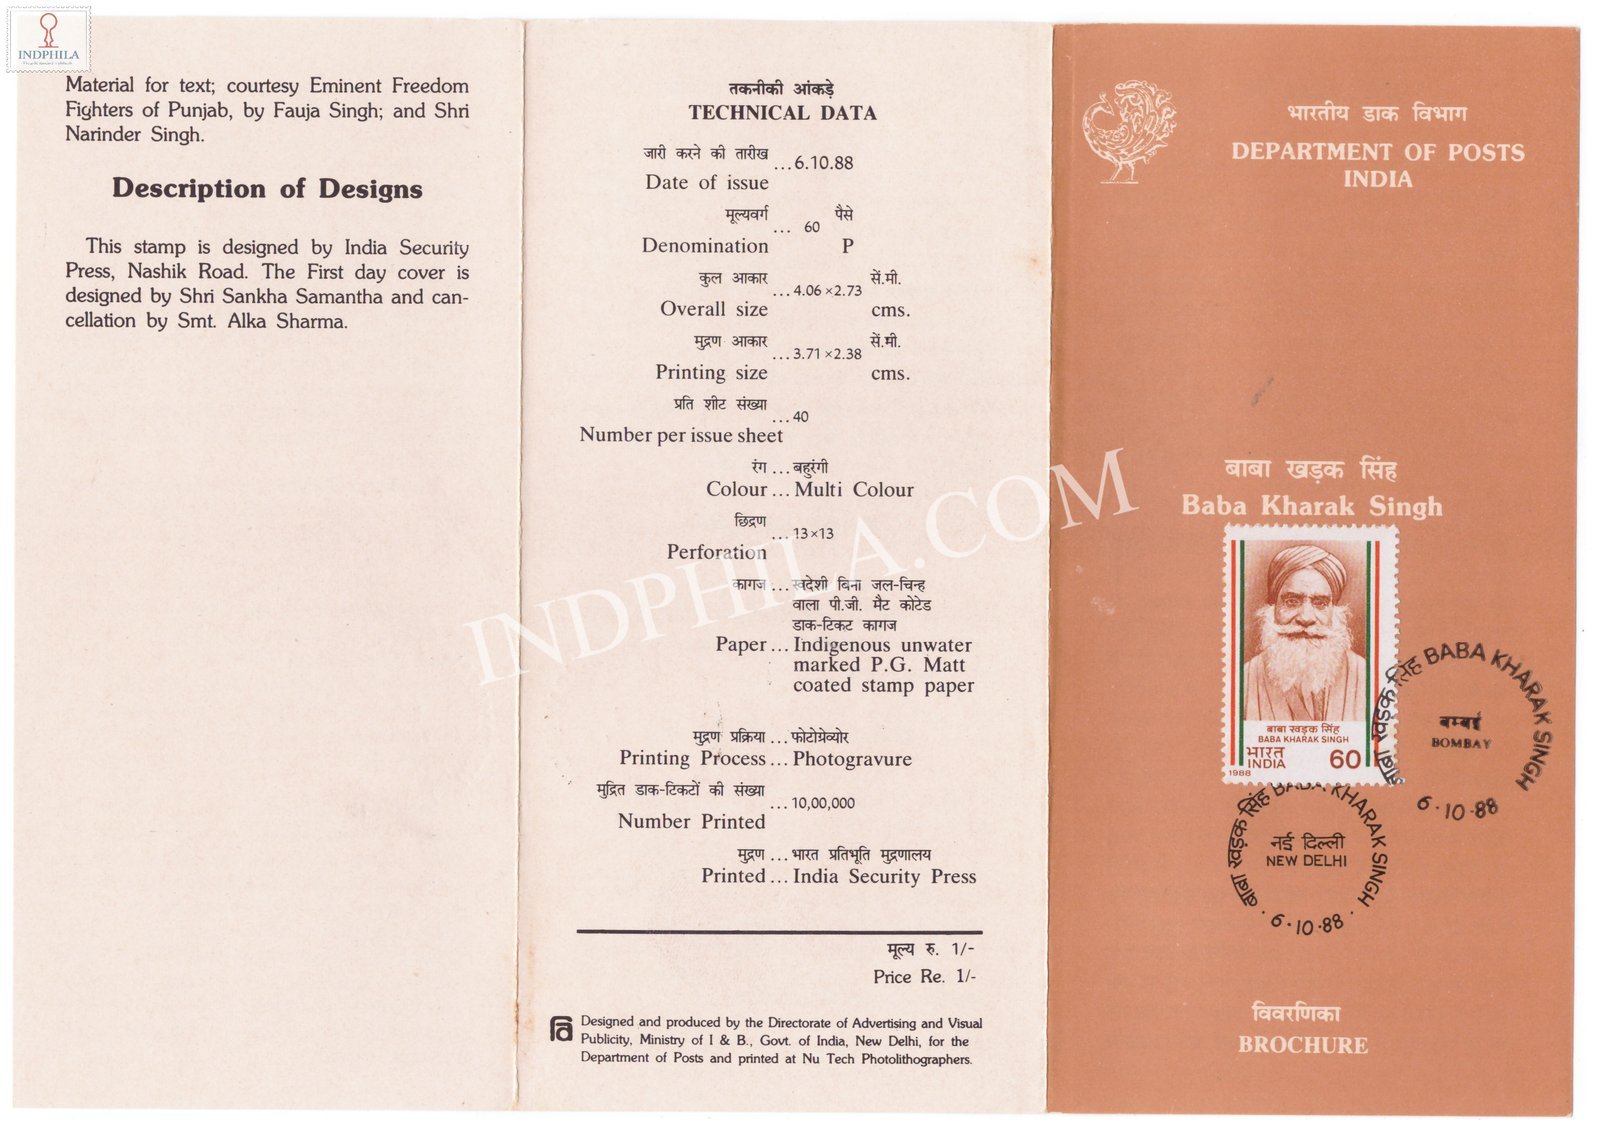 INDPHILA
Material for text; courtesy Eminent Freedom
Fighters of Punjab, by Fauja Singh; and Shri
Narinder Singh.
Description of Designs
This stamp is designed by India Security
Press, Nashik Road. The First day cover is
designed by Shri Sankha Samantha and can-
cellation by Smt. Alka Sharma.
तकनीकी आंकड़े
TECHNICAL DATA
जारी करने की तारीख
...6.10.88
Date of issue
मूल्यवर्ग पैसे
... 60
Denomination P
कुल आकार सें.मी.
...4.06×2.73
Overall size cms.
मुद्रण आकार सें.मी.
...3.71×2.38
Printing size cms.
प्रति शीट संख्या
...40
Number per issue sheet
रंग ...बहुरंगी
Colour... Multi Colour
छिद्रण
...13×13
Perforation
कागज ...स्वदेशी बिना जल-चिन्ह
वाला पी.जी. मैट कोटेड
डाक-टिकट कागज
Paper... Indigenous unwater
marked P.G. Matt
coated stamp paper
मुद्रण प्रक्रिया ...फोटोग्रेव्योर
Printing Process... Photogravure
मुद्रित डाक-टिकटों की संख्या
...10,00,000
Number Printed
मुद्रण ...भारत प्रतिभूति मुद्रणालय
Printed... India Security Press
मूल्य रु. 1/-
Price Re. 1/-
Designed and produced by the Directorate of Advertising and Visual
Publicity, Ministry of I & B., Govt. of India, New Delhi, for the
Department of Posts and printed at Nu Tech Photolithographers.
INDPHILA.COM
भारतीय डाक विभाग
DEPARTMENT OF POSTS
INDIA
बाबा खड़क सिंह
Baba Kharak Singh
बाबा खड़क सिंह
BABA KHARAK SINGH
भारत
INDIA 60
1988
बाबा खड़क सिंह BABA KHARAK SINGH
बम्बई
BOMBAY
6.10.88
बाबा खड़क सिंह BABA KHARAK SINGH
नई दिल्ली
NEW DELHI
6.10.88
विवरणिका
BROCHURE